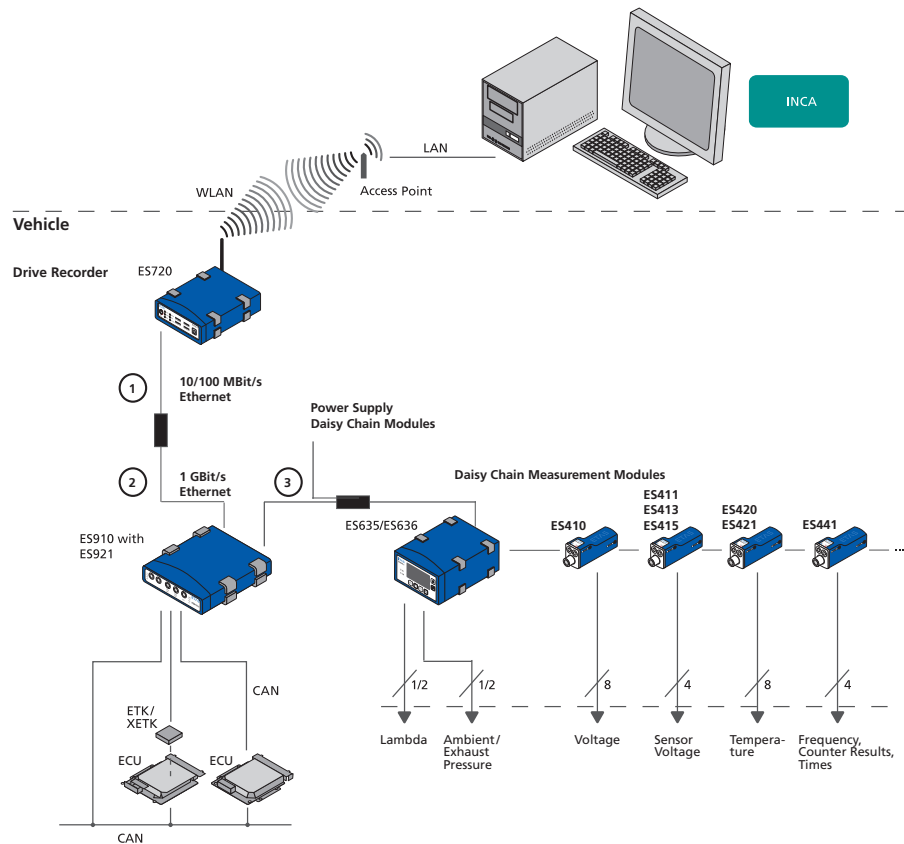 INCA
LAN
WLAN
Access Point
Vehicle
Drive Recorder
ES720
1
10/100 MBit/s
Ethernet
Power Supply
Daisy Chain Modules
2
1 GBit/s
Ethernet
3
Daisy Chain Measurement Modules
ES910 with
ES921
ES635/ES636
ES410
ES411
ES413
ES415
ES420
ES421
ES441
...
1/2
1/2
8
4
8
4
Lambda
Ambient/
Exhaust
Pressure
Voltage
Sensor
Voltage
Tempera-
ture
Frequency,
Counter Results,
Times
CAN
ETK/
XETK
ECU
ECU
CAN